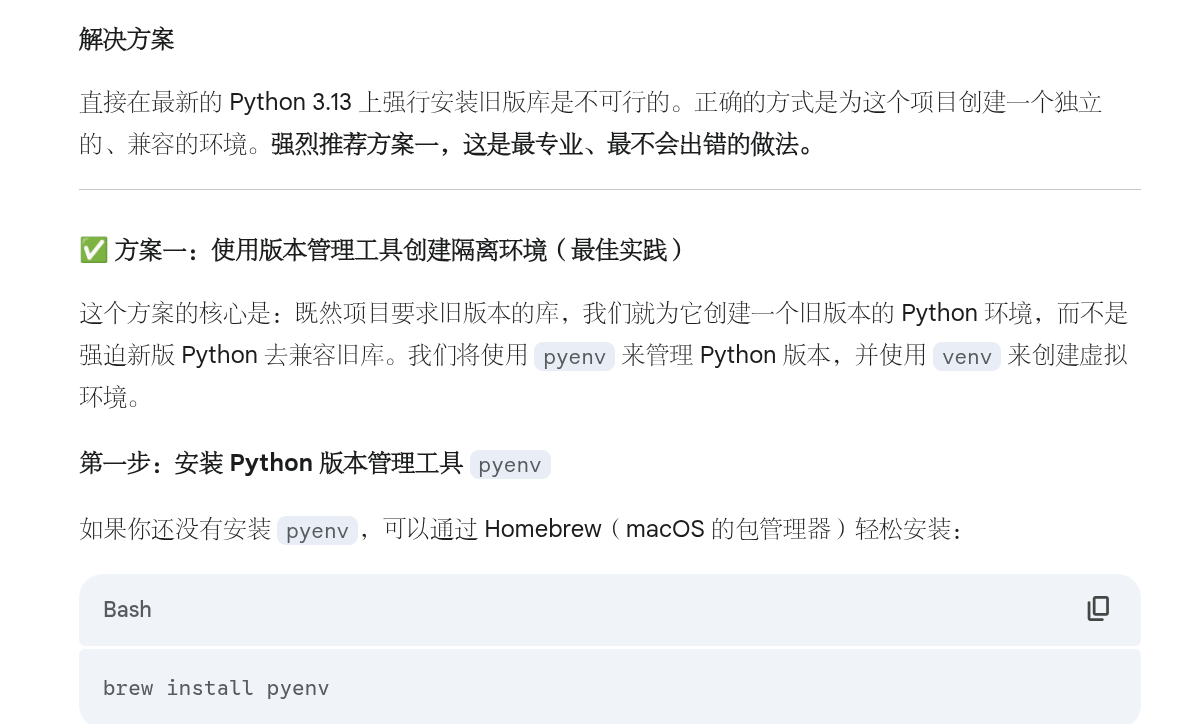 解决方案
直接在最新的 Python 3.13 上强行安装旧版库是不可行的。正确的方式是为这个项目创建一个独立
的、兼容的环境。强烈推荐方案一，这是最专业、最不会出错的做法。
✅ 方案一：使用版本管理工具创建隔离环境（最佳实践）
这个方案的核心是：既然项目要求旧版本的库，我们就为它创建一个旧版本的 Python 环境，而不是
强迫新版 Python 去兼容旧库。我们将使用 pyenv 来管理 Python 版本，并使用 venv 来创建虚拟
环境。
第一步：安装 Python 版本管理工具 pyenv
如果你还没有安装 pyenv，可以通过 Homebrew（macOS 的包管理器）轻松安装：
Bash
brew install pyenv